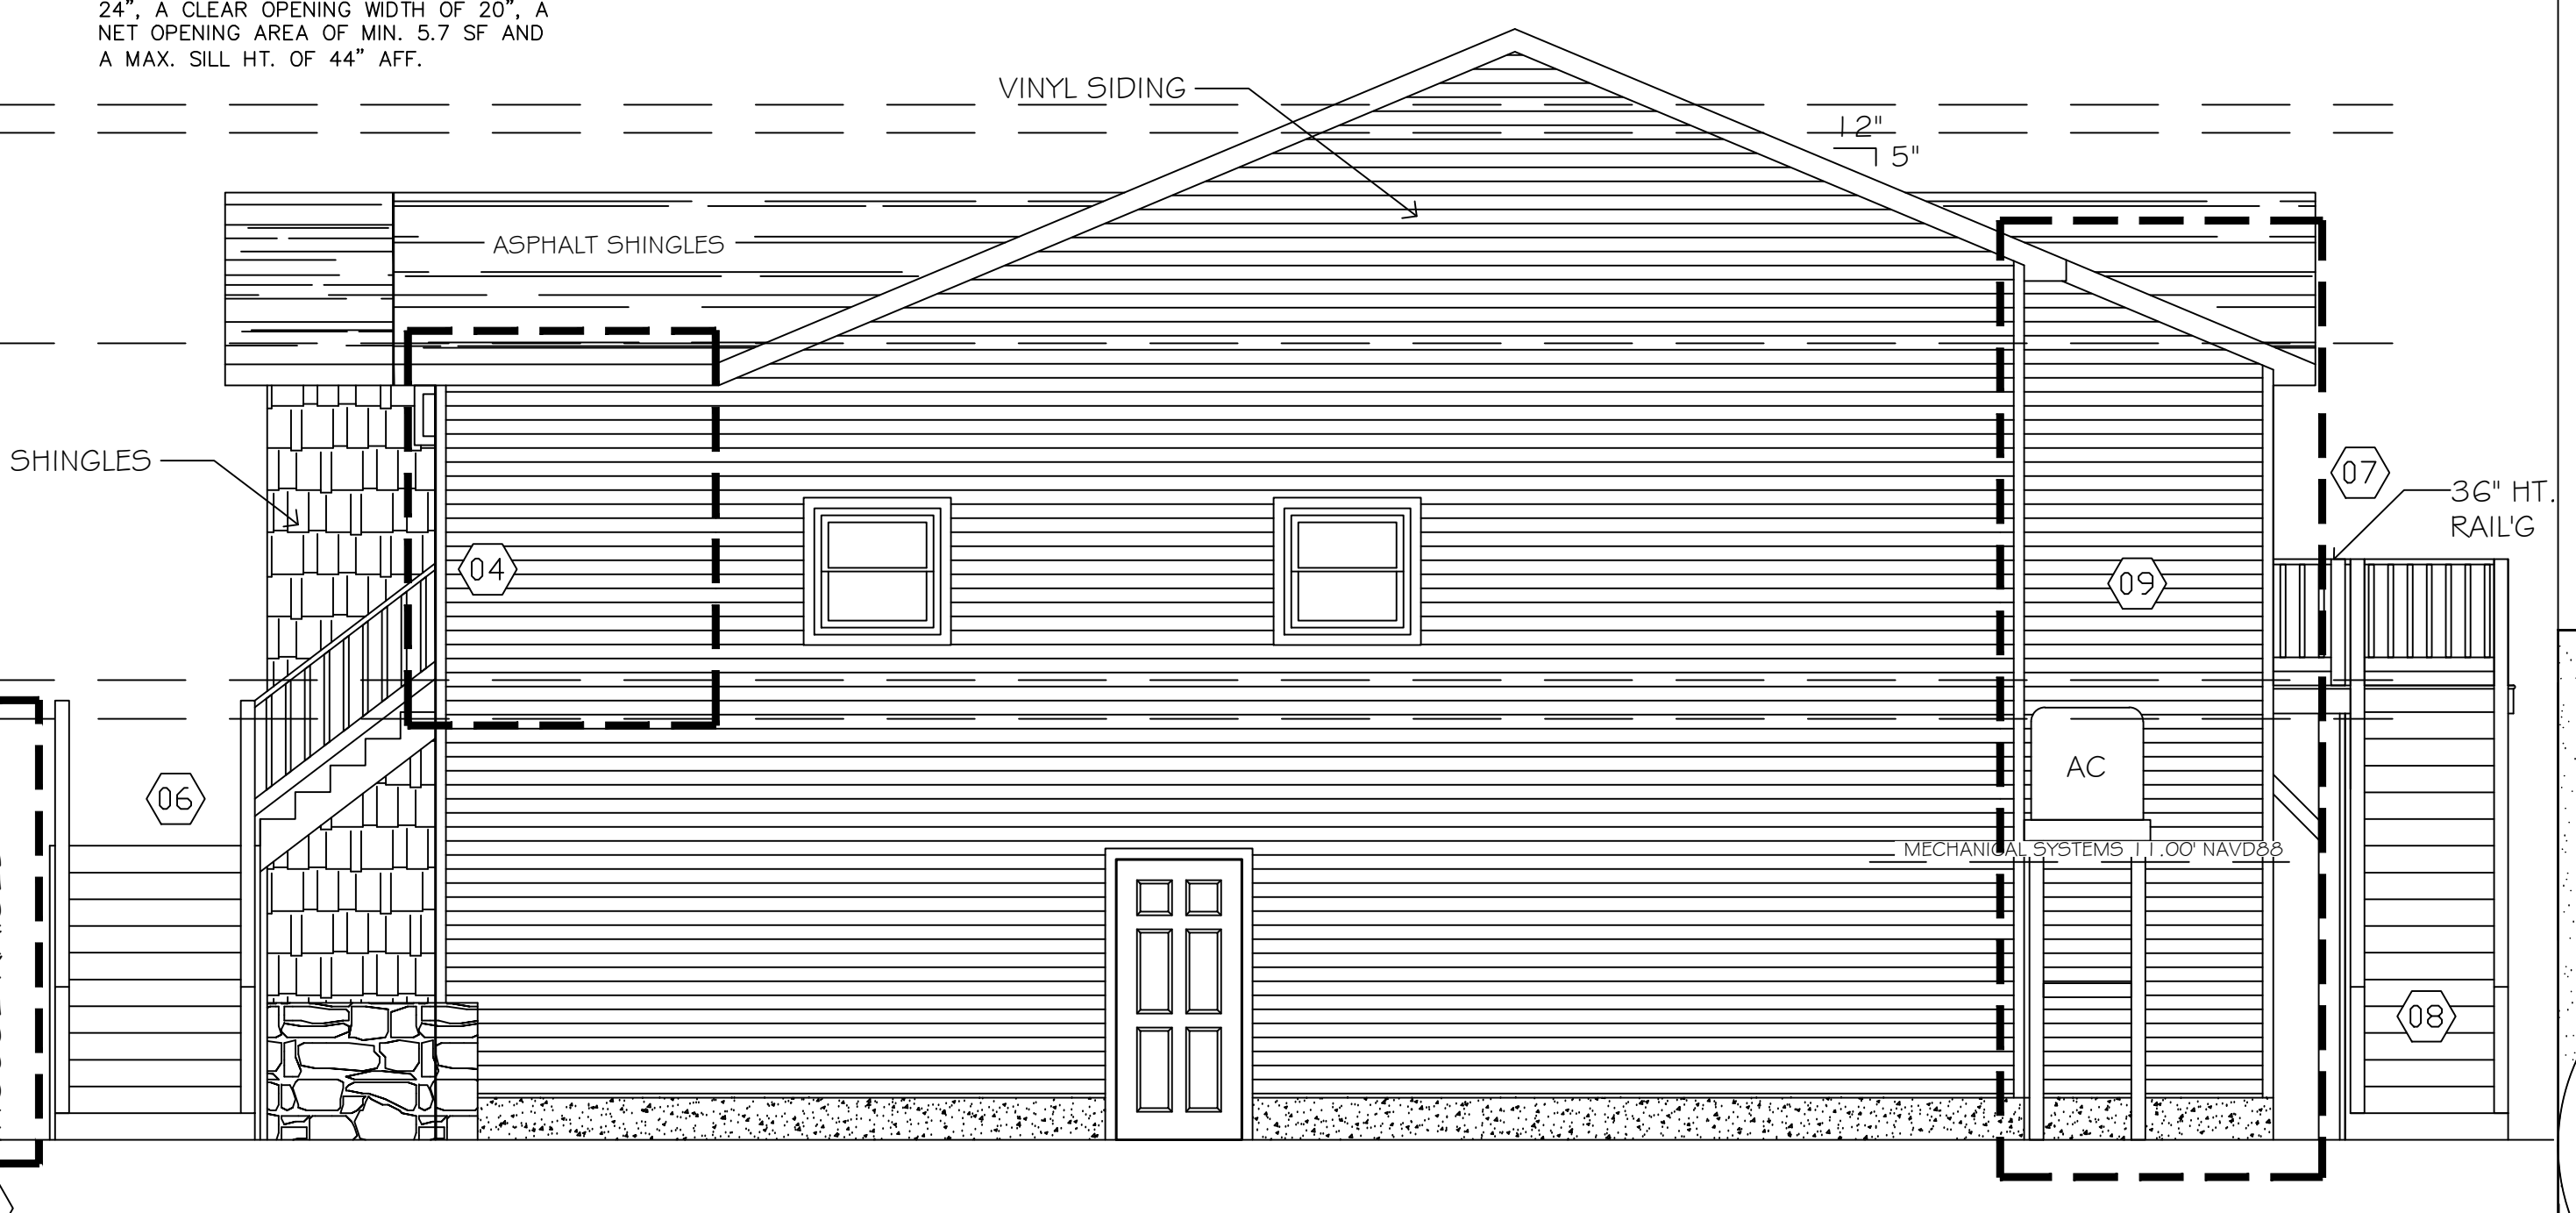 24", A CLEAR OPENING WIDTH OF 20", A
NET OPENING AREA OF MIN. 5.7 SF AND
A MAX. SILL HT. OF 44" AFF.
VINYL SIDING
12"
5"
ASPHALT SHINGLES
SHINGLES
07
36" HT.
RAIL'G
04
09
AC
06
MECHANICAL SYSTEMS 11.00' NAVD88
08